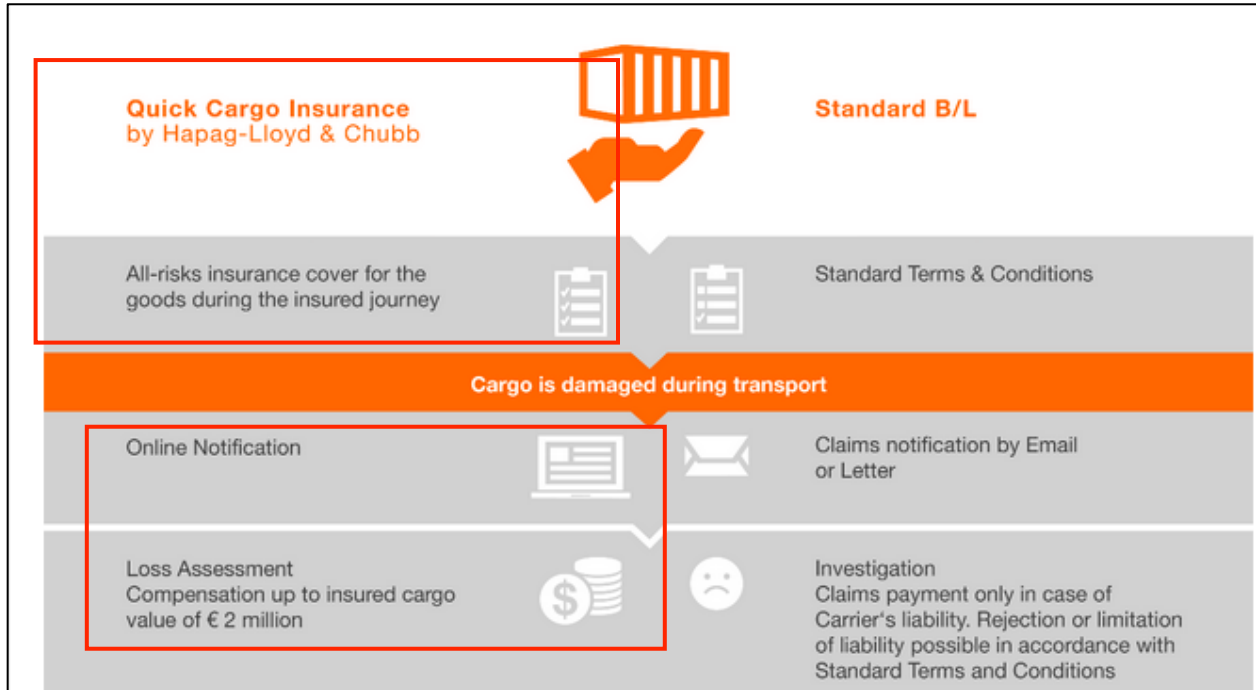 Quick Cargo Insurance
by Hapag-Lloyd & Chubb
Standard B/L
All-risks insurance cover for the
goods during the insured journey
Standard Terms & Conditions
Cargo is damaged during transport
Online Notification
Claims notification by Email
or Letter
Loss Assessment
Compensation up to insured cargo
value of € 2 million
$
Investigation
Claims payment only in case of
Carrier's liability. Rejection or limitation
of liability possible in accordance with
Standard Terms and Conditions